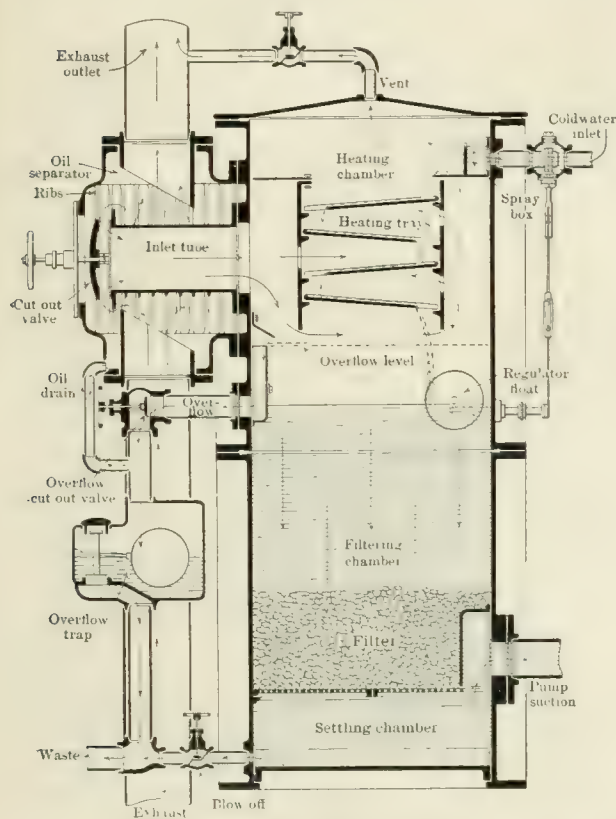 Exhaust
outlet
Vent
Coldwater
inlet
Oil
separator
Heating
chamber
Ribs
Spray
box
Heating tray
Inlet tube
Cut out
valve
Overflow level
Oil
drain
Regulator
float
Over-
flow
Overflow
cut out valve
Filtering
chamber
Overflow
trap
Filter
Pump
suction
Settling chamber
Waste
Exhaust
Blow off